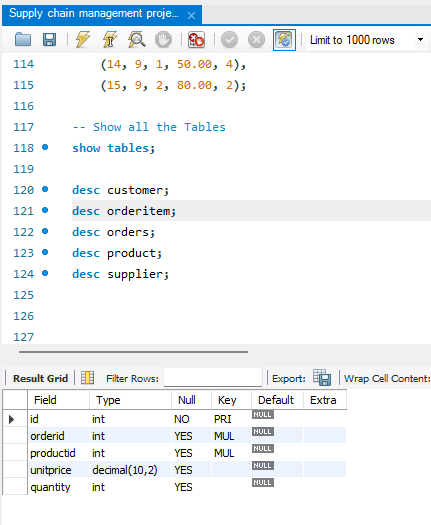 Supply chain management proje...
Limit to 1000 rows
114 (14, 9, 1, 50.00, 4),
115 (15, 9, 2, 80.00, 2);
116
117 -- Show all the Tables
118 show tables;
119
120 desc customer;
121 desc orderitem;
122 desc orders;
123 desc product;
124 desc supplier;
125
126
127
Result Grid Filter Rows: Export: Wrap Cell Content:
Field Type Null Key Default Extra
id int NO PRI NULL
orderid int YES MUL NULL
productid int YES MUL NULL
unitprice decimal(10,2) YES NULL
quantity int YES NULL